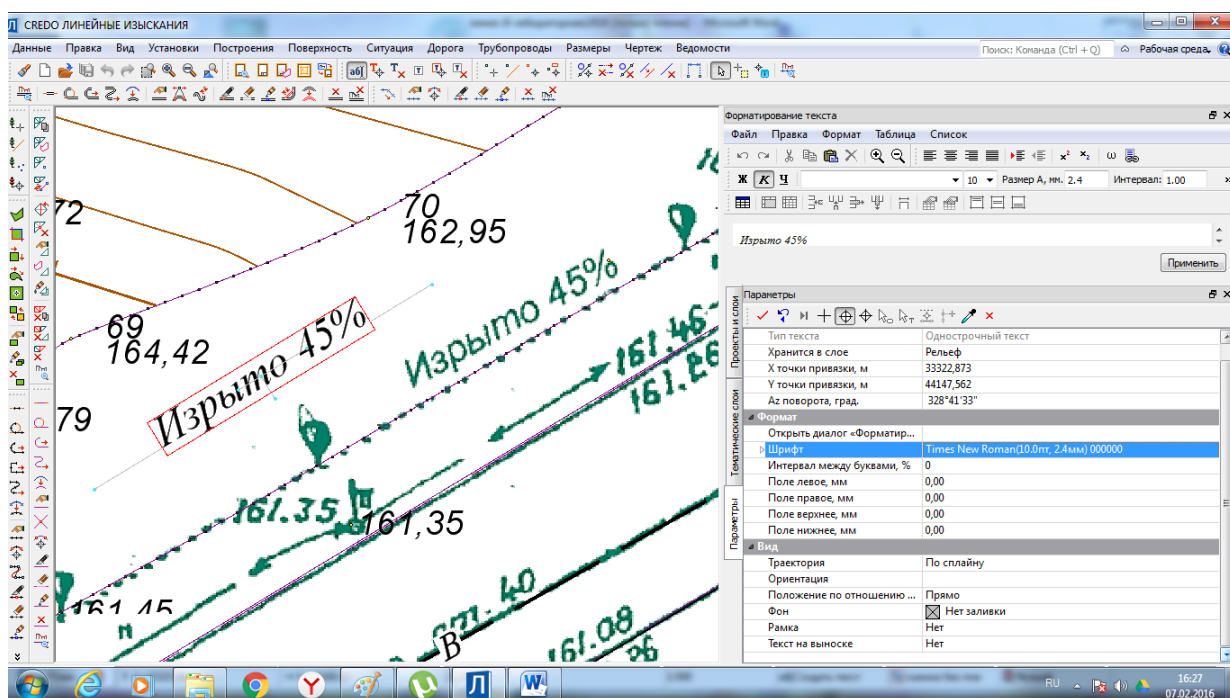 CREDO ЛИНЕЙНЫЕ ИЗЫСКАНИЯ
Данные Правка Вид Установки Построения Поверхность Ситуация Дорога Трубопроводы Размеры Чертеж Ведомости
Поиск: Команда (Ctrl + Q)
Рабочая среда
72
70
162,95
69
164,42
79
Изрыто 45%
Изрыто 45%
161.46
161.26
161.35
161,35
161,45
п
В
161.08
Форматирование текста
Файл Правка Формат Таблица Список
Ж К Ч 10 Размер А, мм. 2.4 Интервал: 1.00
Изрыто 45%
Применить
Проекты и слои
Тематические слои
Параметры
Параметры
Тип текста Однострочный текст
Хранится в слое Рельеф
X точки привязки, м 33322,873
Y точки привязки, м 44147,562
Az поворота, град. 328°41'33"
Формат
Открыть диалог «Форматир...
Шрифт Times New Roman(10.0пт, 2.4мм) 000000
Интервал между буквами, % 0
Поле левое, мм 0,00
Поле правое, мм 0,00
Поле верхнее, мм 0,00
Поле нижнее, мм 0,00
Вид
Траектория По сплайну
Ориентация
Положение по отношению ... Прямо
Фон Нет заливки
Рамка Нет
Текст на выноске Нет
RU
16:27
07.02.2016